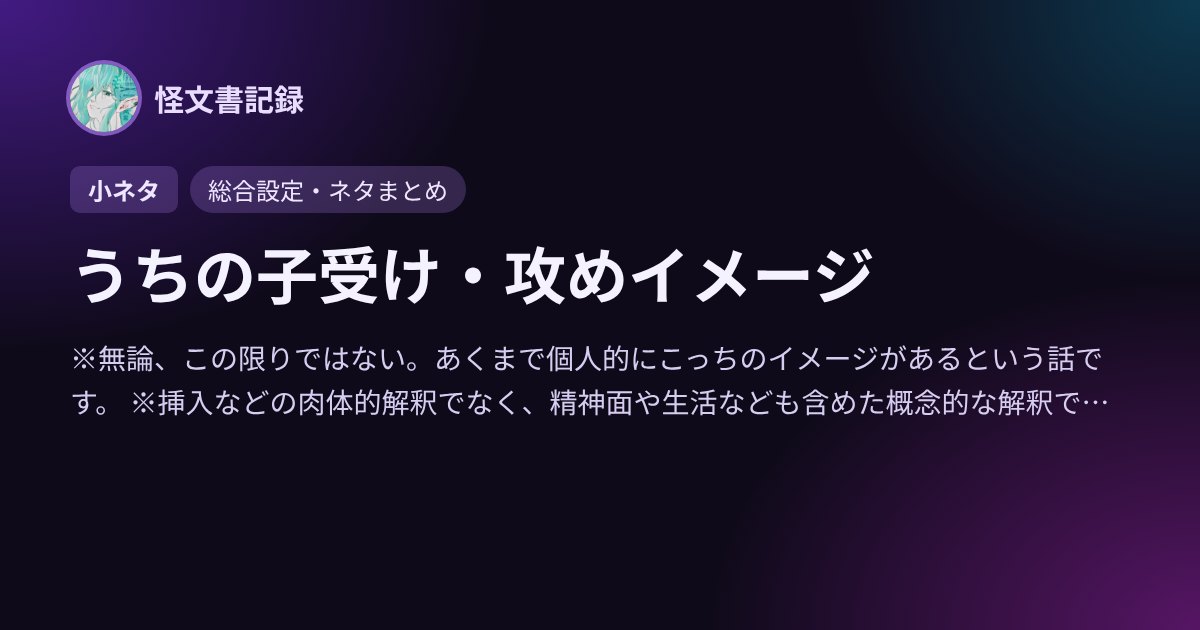 怪文書記録
小ネタ
総合設定・ネタまとめ
うちの子受け・攻めイメージ
※無論、この限りではない。あくまで個人的にこっちのイメージがあるという話で
す。 ※挿入などの肉体的解釈でなく、精神面や生活なども含めた概念的な解釈で…